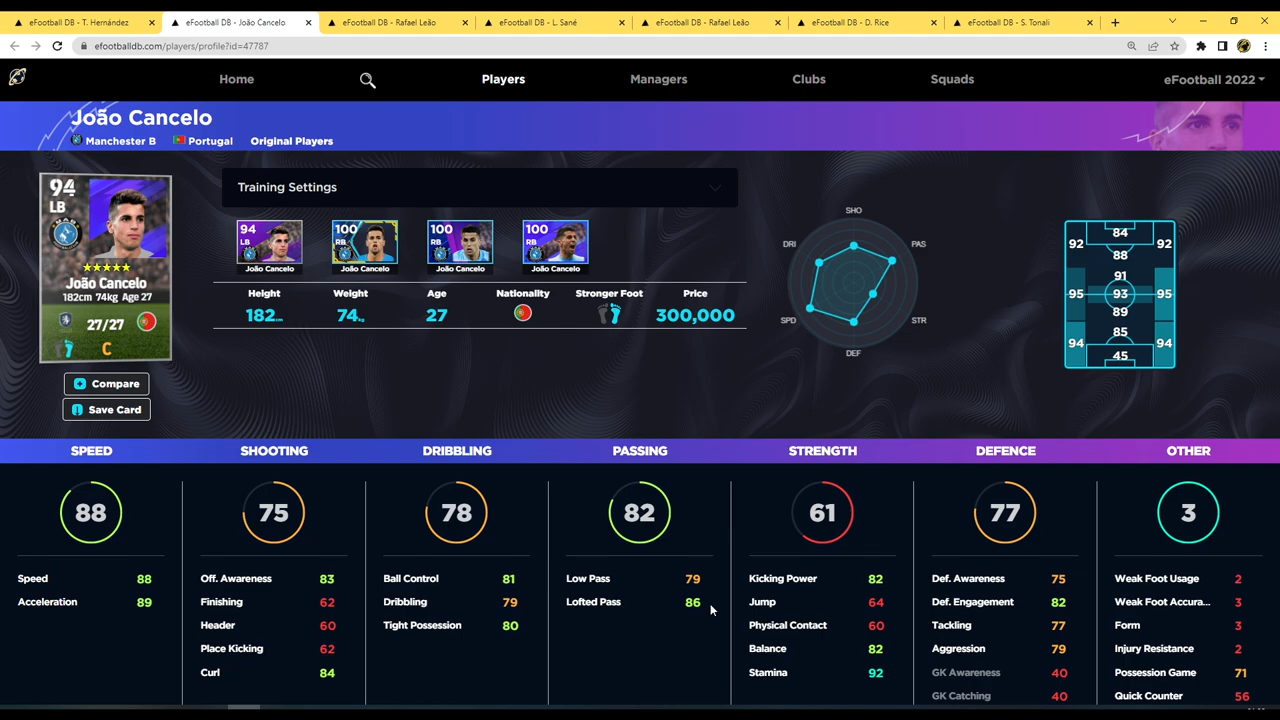 eFootball DB - T. Hernández
eFootball DB - João Cancelo
eFootball DB - Rafael Leão
eFootball DB - L. Sané
eFootball DB - Rafael Leão
eFootball DB - D. Rice
eFootball DB - S. Tonali
efootballdb.com/players/profile?id=47787
Home
Players
Managers
Clubs
Squads
eFootball 2022
João Cancelo
Manchester B
Portugal
Original Players
94
LB
João Cancelo
182cm 74kg Age 27
27/27
C
Compare
Save Card
Training Settings
94
LB
João Cancelo
100
RB
João Cancelo
100
RB
João Cancelo
100
RB
João Cancelo
Height Weight Age Nationality Stronger Foot Price
182cm 74kg 27 300,000
SHO
DRI PAS
SPD STR
DEF
84
92 92
88
91
95 93 95
89
85
94 94
45
SPEED SHOOTING DRIBBLING PASSING STRENGTH DEFENCE OTHER
88 75 78 82 61 77 3
Speed 88
Acceleration 89
Off. Awareness 83
Finishing 62
Header 60
Place Kicking 62
Curl 84
Ball Control 81
Dribbling 79
Tight Possession 80
Low Pass 79
Lofted Pass 86
Kicking Power 82
Jump 64
Physical Contact 60
Balance 82
Stamina 92
Def. Awareness 75
Def. Engagement 82
Tackling 77
Aggression 79
GK Awareness 40
GK Catching 40
Weak Foot Usage 2
Weak Foot Accura... 3
Form 3
Injury Resistance 2
Possession Game 71
Quick Counter 56